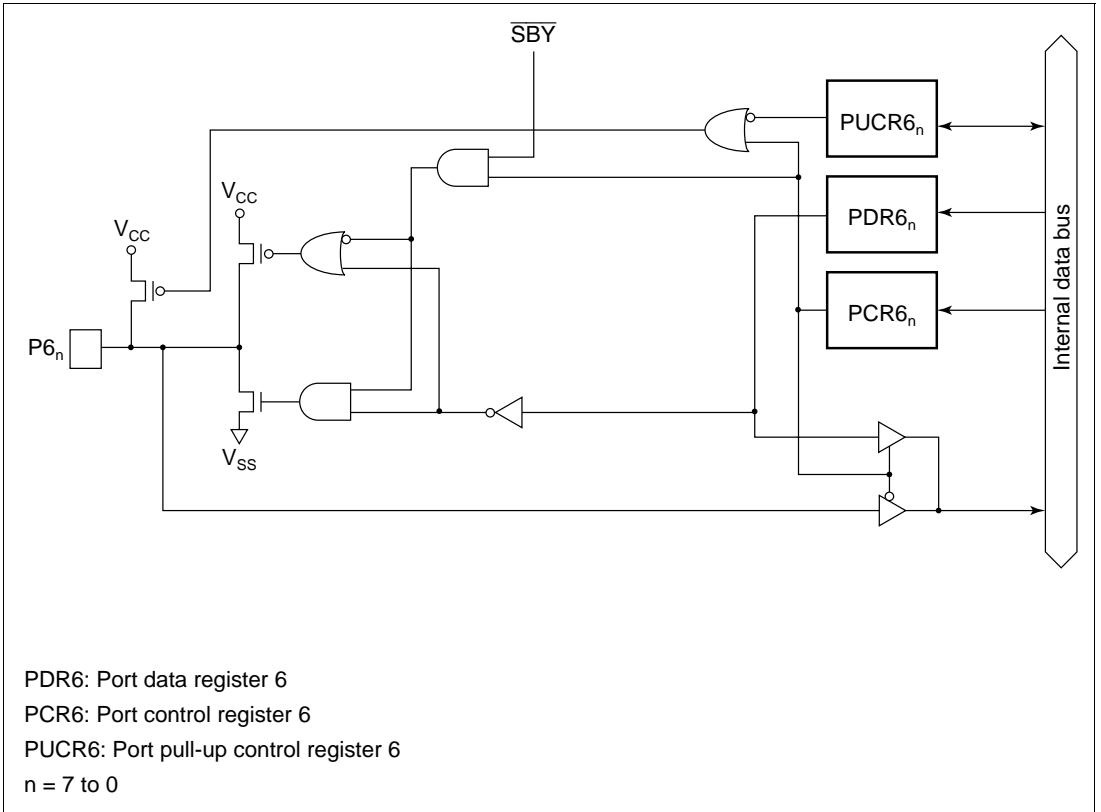 S̅B̅Y̅
PUCR6n
VCC
PDR6n
VCC
PCR6n
Internal data bus
P6n
VSS
PDR6: Port data register 6
PCR6: Port control register 6
PUCR6: Port pull-up control register 6
n = 7 to 0